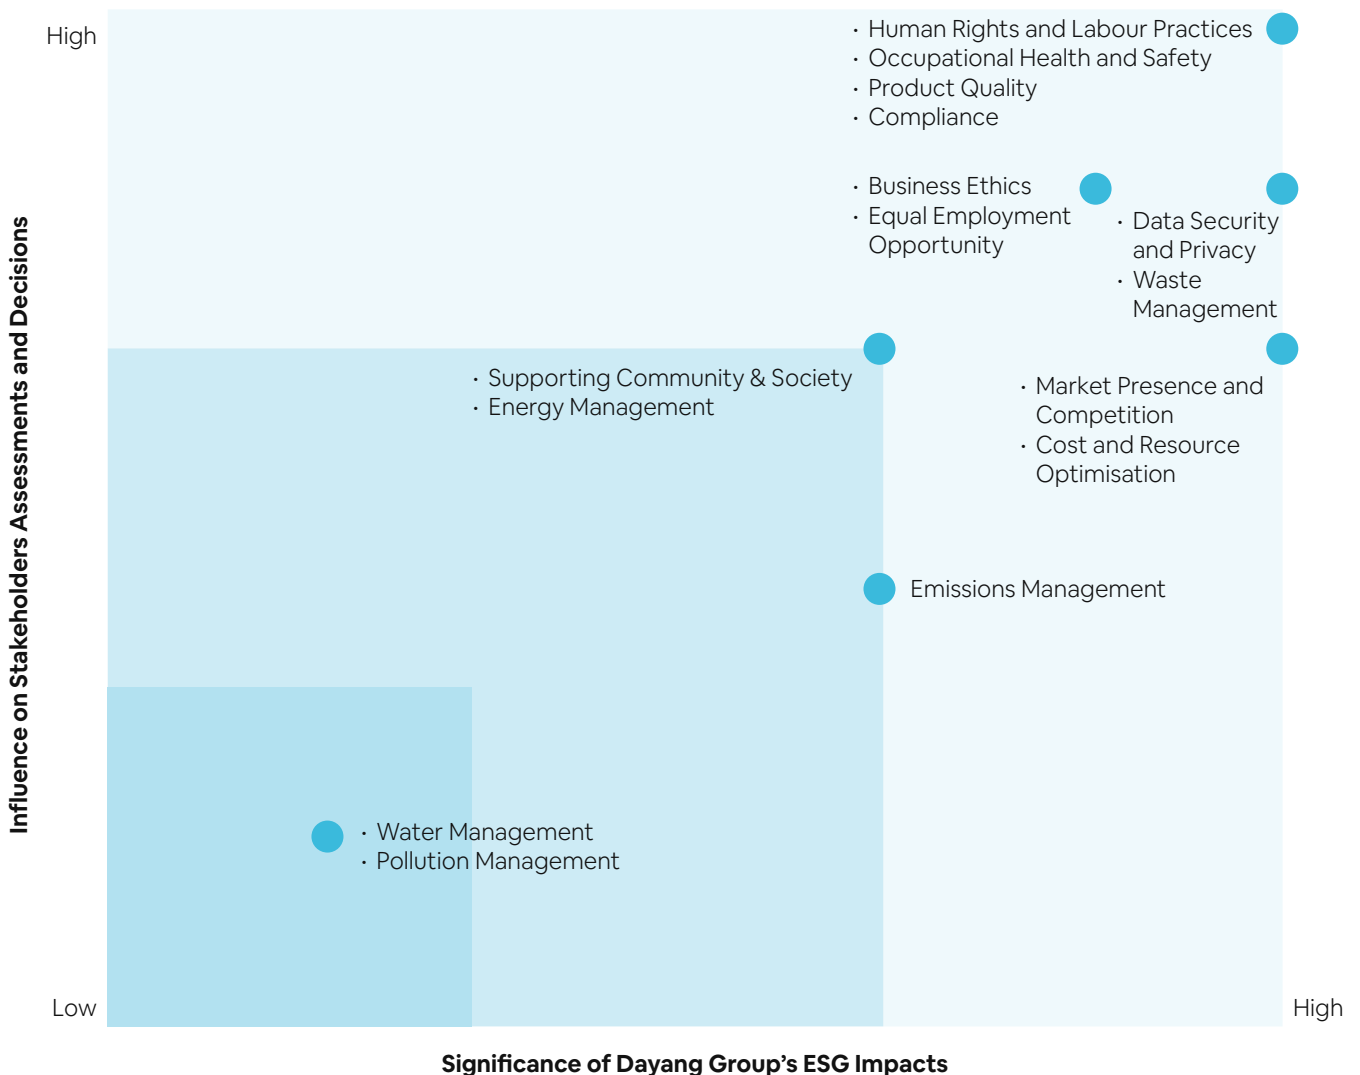 High
· Human Rights and Labour Practices
· Occupational Health and Safety
· Product Quality
· Compliance
· Business Ethics
· Equal Employment
Opportunity
· Data Security
and Privacy
· Waste
Management
· Supporting Community & Society
· Energy Management
· Market Presence and
Competition
· Cost and Resource
Optimisation
Emissions Management
· Water Management
· Pollution Management
Influence on Stakeholders Assessments and Decisions
Low
High
Significance of Dayang Group’s ESG Impacts